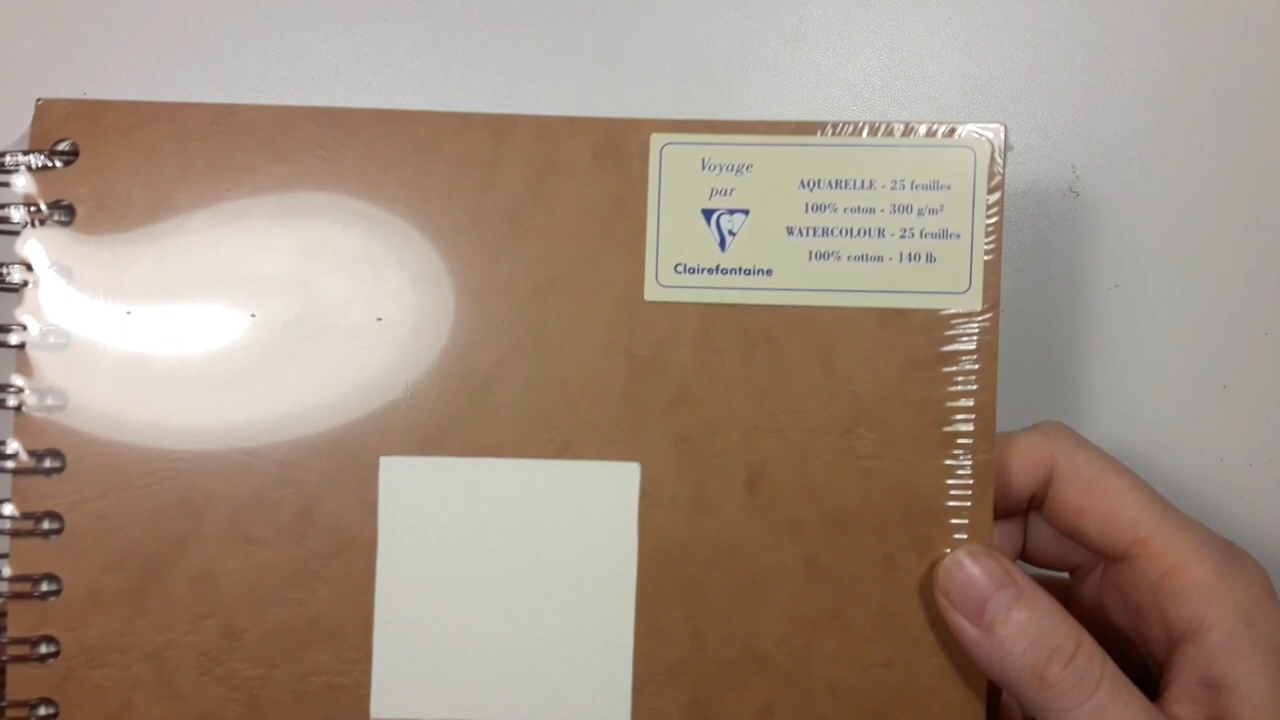 Voyage
par
Clairefontaine
AQUARELLE - 25 feuilles
100% coton - 300 g/m²
WATERCOLOUR - 25 feuilles
100% cotton - 140 lb